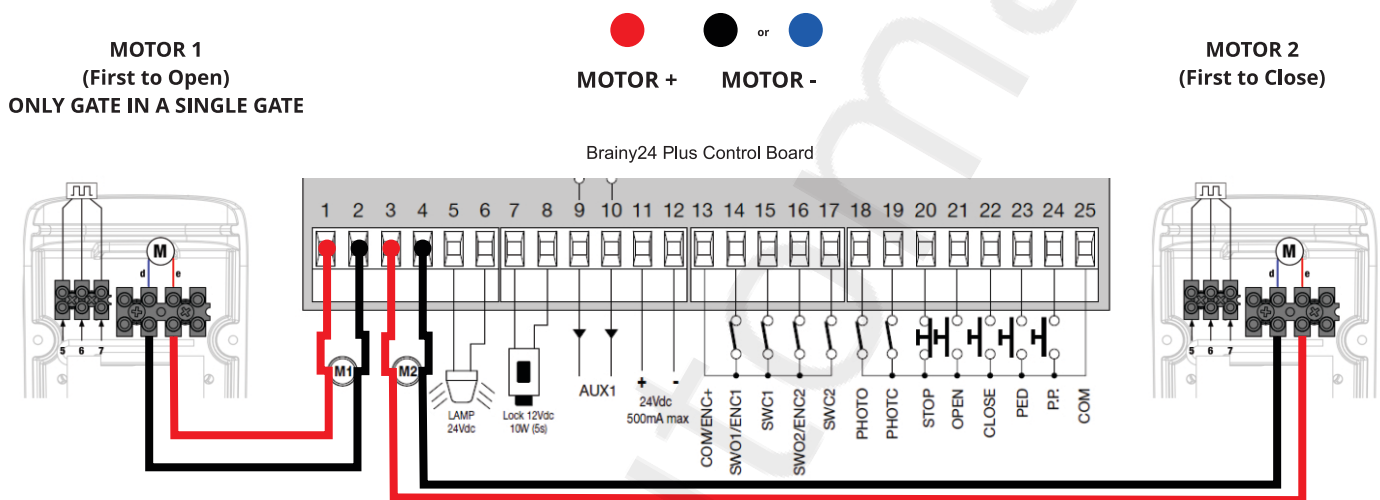 MOTOR 1
(First to Open)
ONLY GATE IN A SINGLE GATE
or
MOTOR + MOTOR -
MOTOR 2
(First to Close)
Brainy24 Plus Control Board
1 2 3 4 5 6 7 8 9 10 11 12 13 14 15 16 17 18 19 20 21 22 23 24 25
M
d e
5 6 7
M1
M2
LAMP
24Vdc
Lock 12Vdc
10W (5s)
AUX1
+ -
24Vdc
500mA max
COM/ENC+
SWO1/ENC1
SWC1
SWO2/ENC2
SWC2
PHOTO
PHOTC
STOP
OPEN
CLOSE
PED
P.P.
COM
M
d e
5 6 7